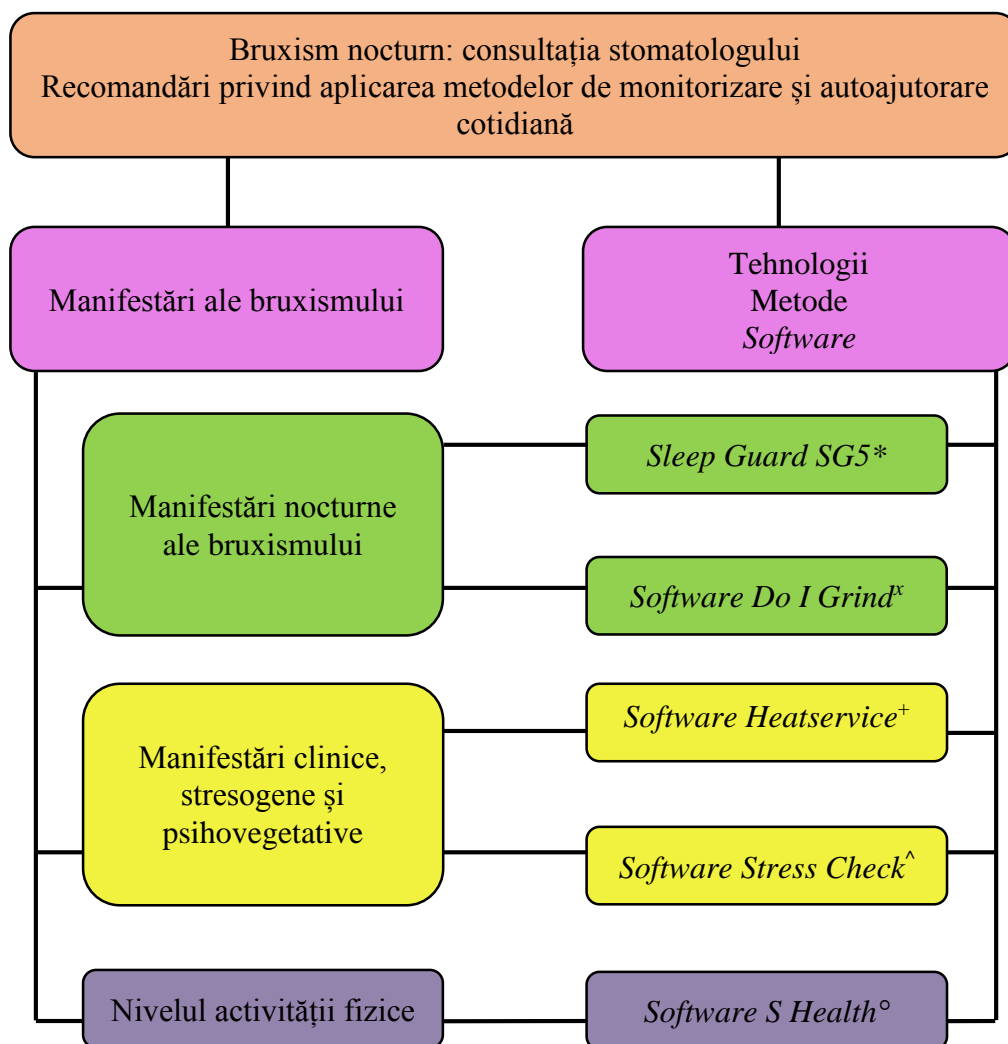 Bruxism nocturn: consultația stomatologului
Recomandări privind aplicarea metodelor de monitorizare și autoajutorare
cotidiană
Manifestări ale bruxismului
Tehnologii
Metode
Software
Manifestări nocturne
ale bruxismului
Sleep Guard SG5*
Software Do I Grindˣ
Manifestări clinice,
stresogene și
psihovegetative
Software Heatservice⁺
Software Stress Check^
Nivelul activității fizice
Software S Health°